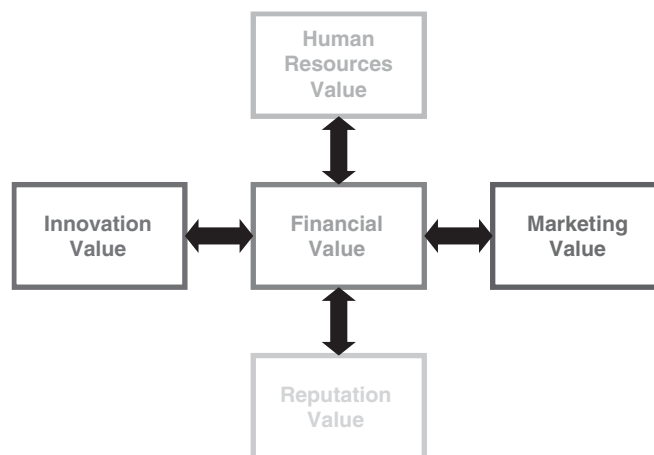 Human
Resources
Value
Innovation
Value
Financial
Value
Marketing
Value
Reputation
Value